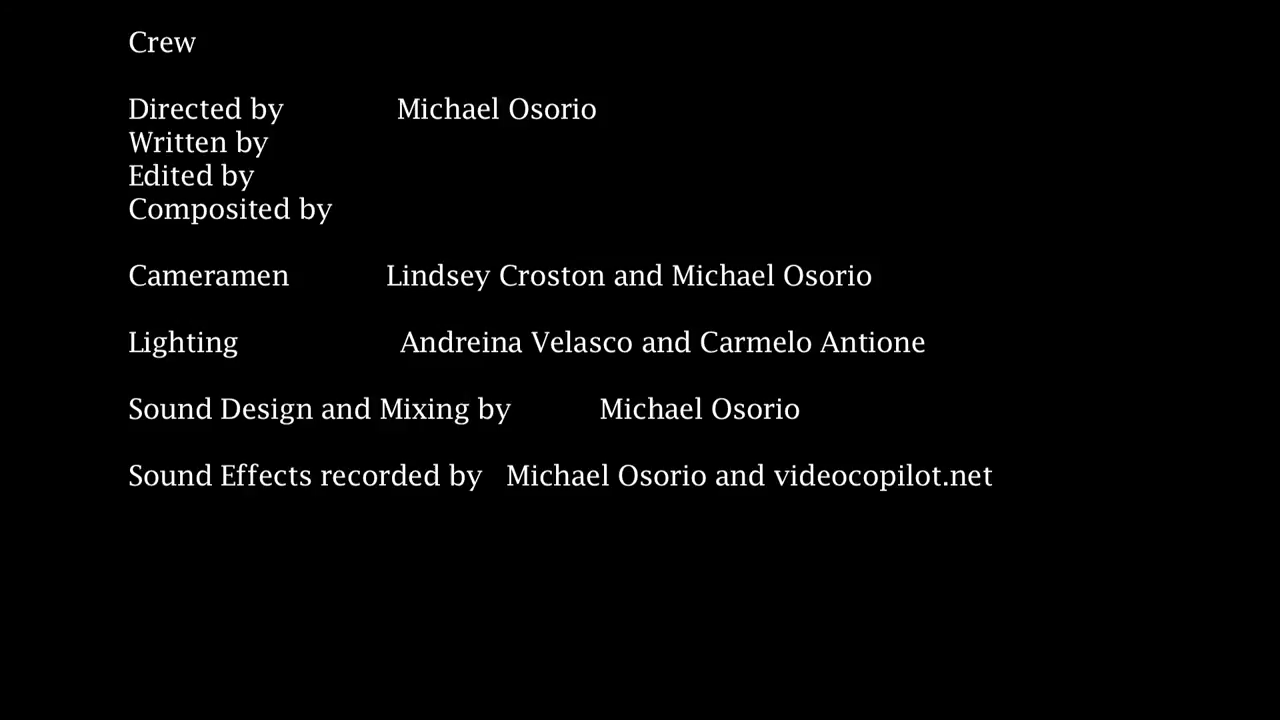 Crew
Directed by Michael Osorio
Written by
Edited by
Composited by
Cameramen Lindsey Croston and Michael Osorio
Lighting Andreina Velasco and Carmelo Antione
Sound Design and Mixing by Michael Osorio
Sound Effects recorded by Michael Osorio and videocopilot.net